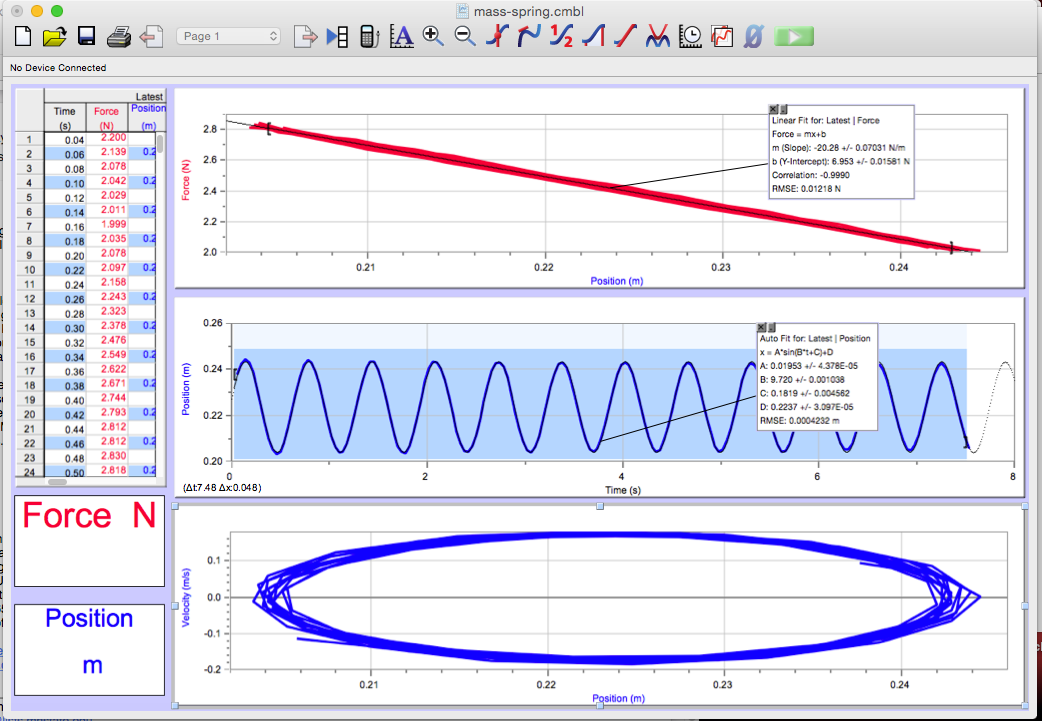 mass-spring.cmbl
Page 1
No Device Connected
Latest
Time Force Position
(s) (N) (m)
1 0.04 2.200
2 0.06 2.139 0.2
3 0.08 2.078
4 0.10 2.042 0.2
5 0.12 2.029
6 0.14 2.011 0.2
7 0.16 1.999
8 0.18 2.035 0.2
9 0.20 2.078
10 0.22 2.097 0.2
11 0.24 2.158
12 0.26 2.243 0.2
13 0.28 2.323
14 0.30 2.378 0.2
15 0.32 2.476
16 0.34 2.549 0.2
17 0.36 2.622
18 0.38 2.671 0.2
19 0.40 2.744
20 0.42 2.793 0.2
21 0.44 2.812
22 0.46 2.812 0.2
23 0.48 2.830
24 0.50 2.818 0.2
Force N
Position
m
Force (N)
2.8
2.6
2.4
2.2
2.0
0.21 0.22 0.23 0.24
Position (m)
Linear Fit for: Latest | Force
Force = mx+b
m (Slope): -20.28 +/- 0.07031 N/m
b (Y-Intercept): 6.953 +/- 0.01581 N
Correlation: -0.9990
RMSE: 0.01218 N
Position (m)
0.26
0.24
0.22
0.20
0 2 4 6 8
(Δt:7.48 Δx:0.048)
Time (s)
Auto Fit for: Latest | Position
x = A*sin(B*t+C)+D
A: 0.01953 +/- 4.378E-05
B: 9.720 +/- 0.001038
C: 0.1819 +/- 0.004562
D: 0.2237 +/- 3.097E-05
RMSE: 0.0004232 m
Velocity (m/s)
0.1
0.0
-0.1
-0.2
0.21 0.22 0.23 0.24
Position (m)